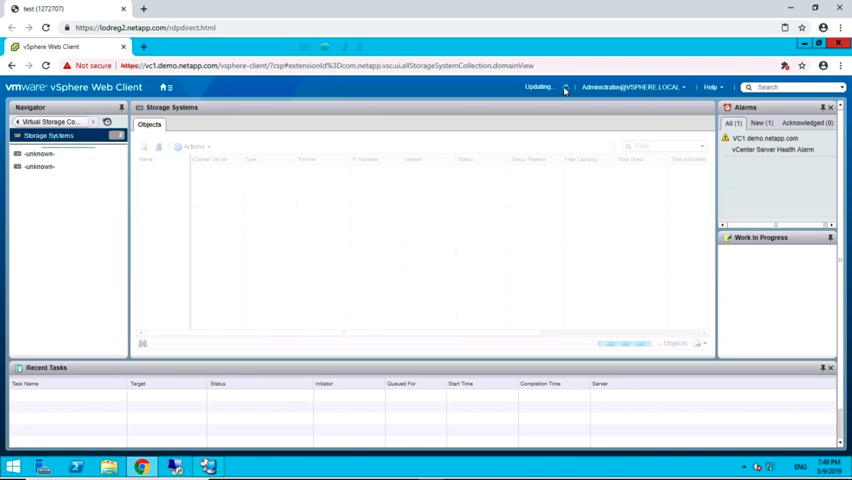 test (1272707)
https://lodreg2.netapp.com/rdpdirect.html
vSphere Web Client
Not secure | https://vc1.demo.netapp.com/vsphere-client/?csp#extensionId%3Dcom.netapp.vsc.ui.allStorageSystemCollection.domainView
vmware® vSphere Web Client Updating... Administrator@VSPHERE.LOCAL Help Search
Navigator
Virtual Storage Co...
Storage Systems 2
-unknown-
-unknown-
Storage Systems
Objects
Actions Filter
Name vCenter Server Type Partner IP Address Version Status Status Reason Free Capacity Total Used Total Allocated
... Objects
Alarms
All (1) New (1) Acknowledged (0)
VC1.demo.netapp.com
vCenter Server Health Alarm
Work In Progress
Recent Tasks
Task Name Target Status Initiator Queued For Start Time Completion Time Server
ENG 7:49 PM
5/9/2019